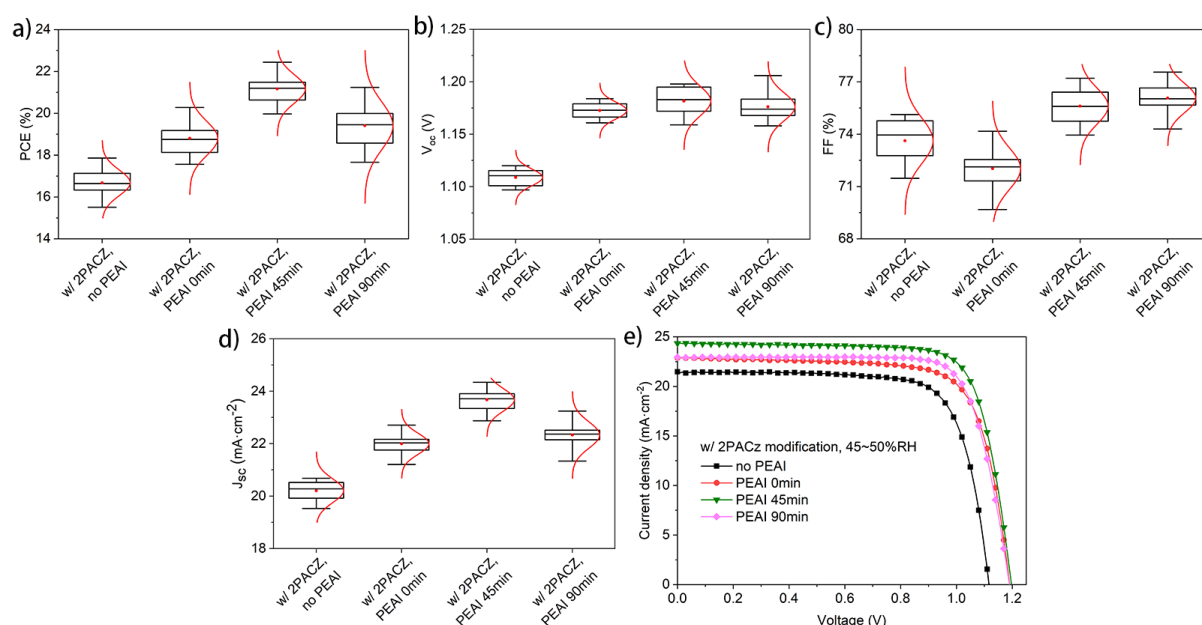 a)
24
22
20
18
16
14
PCE (%)
w/ 2PACZ,
no PEAI
w/ 2PACZ,
PEAI 0min
w/ 2PACZ,
PEAI 45min
w/ 2PACZ,
PEAI 90min
b)
1.25
1.20
1.15
1.10
1.05
Voc (V)
w/ 2PACZ,
no PEAI
w/ 2PACZ,
PEAI 0min
w/ 2PACZ,
PEAI 45min
w/ 2PACZ,
PEAI 90min
c)
80
77
74
71
68
FF (%)
w/ 2PACZ,
no PEAI
w/ 2PACZ,
PEAI 0min
w/ 2PACZ,
PEAI 45min
w/ 2PACZ,
PEAI 90min
d)
26
24
22
20
18
Jsc (mA·cm⁻²)
w/ 2PACZ,
no PEAI
w/ 2PACZ,
PEAI 0min
w/ 2PACZ,
PEAI 45min
w/ 2PACZ,
PEAI 90min
e)
25
20
15
10
5
0
Current density (mA·cm⁻²)
w/ 2PACz modification, 45~50%RH
no PEAI
PEAI 0min
PEAI 45min
PEAI 90min
0.0 0.2 0.4 0.6 0.8 1.0 1.2
Voltage (V)